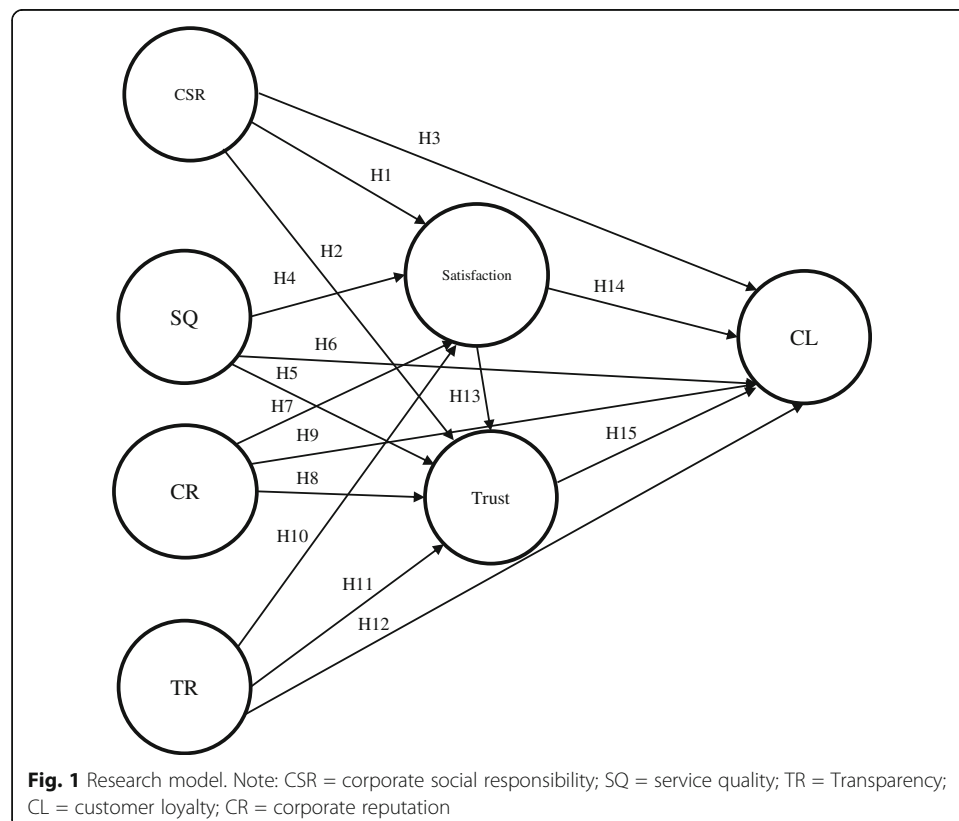 CSR
H3
H1
H2
Satisfaction
H4
H14
SQ
CL
H6
H5
H7
H13
H9
H15
CR
H8
Trust
H10
H11
H12
TR
Fig. 1 Research model. Note: CSR = corporate social responsibility; SQ = service quality; TR = Transparency;
CL = customer loyalty; CR = corporate reputation